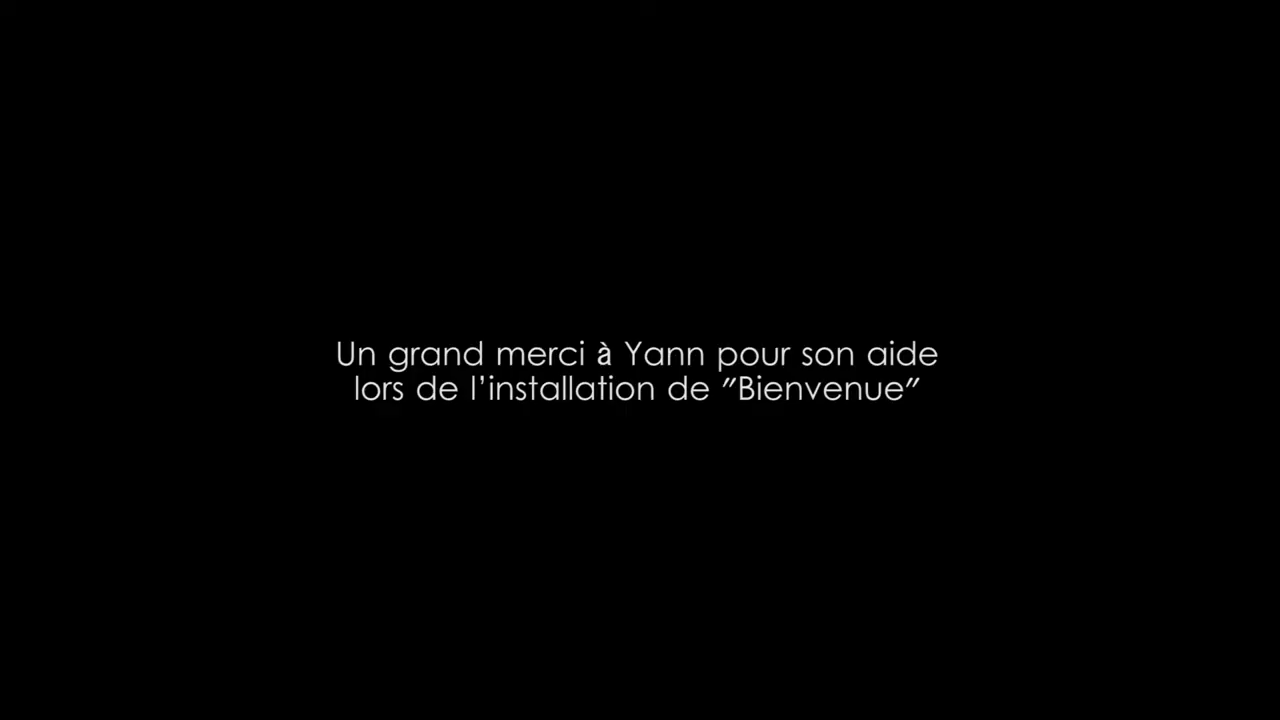 Un grand merci à Yann pour son aide
lors de l’installation de "Bienvenue"